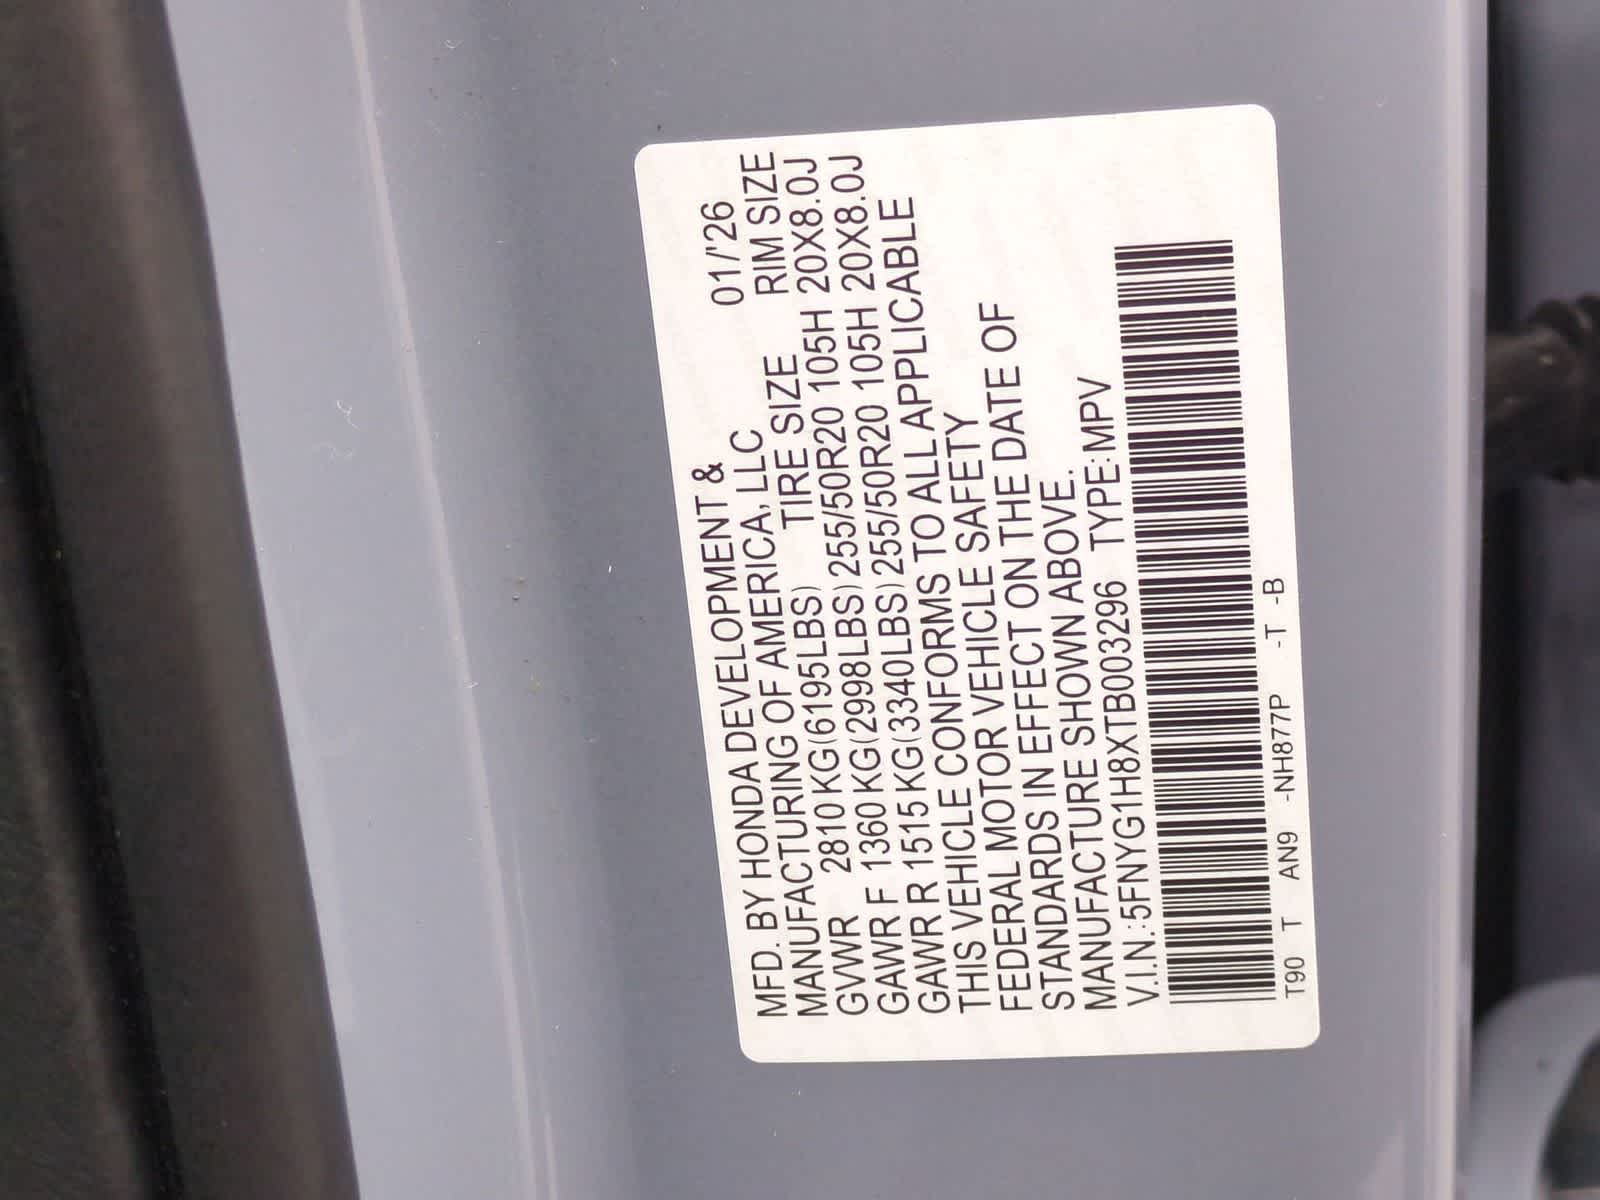 MFD. BY HONDA DEVELOPMENT & 01/'26
MANUFACTURING OF AMERICA, LLC RIM SIZE
TIRE SIZE
GVWR 2810 KG(6195LBS)
GAWR F 1360 KG(2998LBS) 255/50R20 105H 20X8.0J
GAWR R 1515 KG(3340LBS) 255/50R20 105H 20X8.0J
THIS VEHICLE CONFORMS TO ALL APPLICABLE
FEDERAL MOTOR VEHICLE SAFETY
STANDARDS IN EFFECT ON THE DATE OF
MANUFACTURE SHOWN ABOVE.
V.I.N.:5FNYG1H8XTB003296 TYPE:MPV
T90 T AN9 -NH877P -T -B